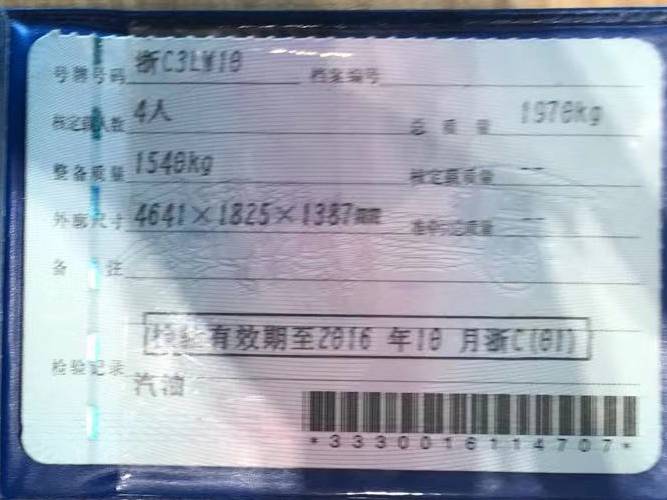 号牌号码 浙C3LW10 档案编号
核定载人数 4人 总质量 1970kg
整备质量 1540kg 核定载质量 --
外廓尺寸 4641×1825×1387mm 准牵引总质量 --
备注
检验有效期至2016年10月浙C(01)
检验记录
汽油
*3330016114707*